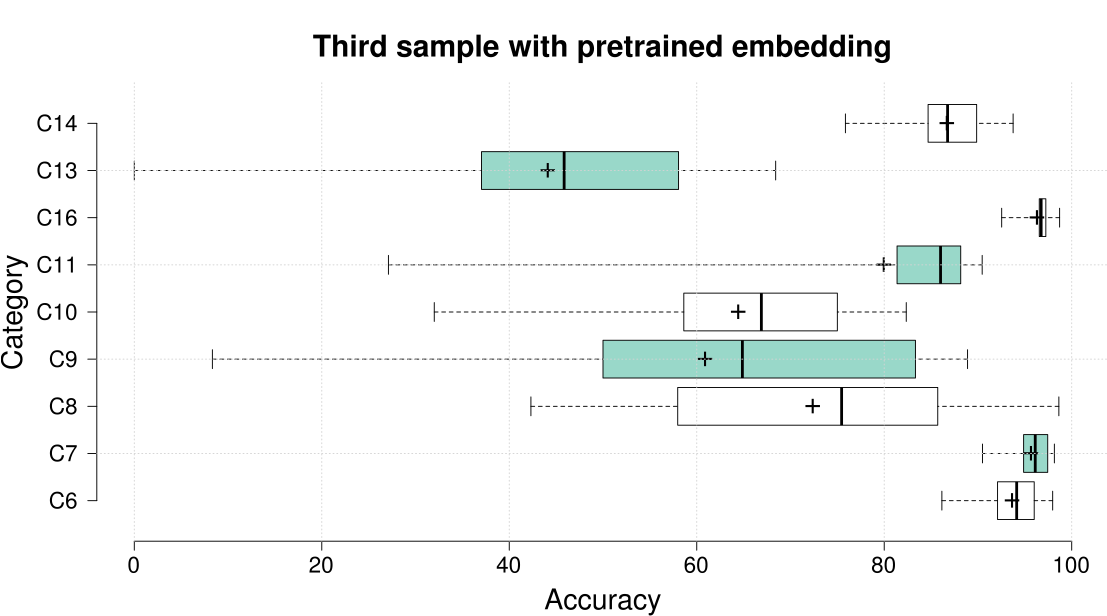 Third sample with pretrained embedding
C14
C13
C16
C11
C10
C9
C8
C7
C6
Category
0 20 40 60 80 100
Accuracy